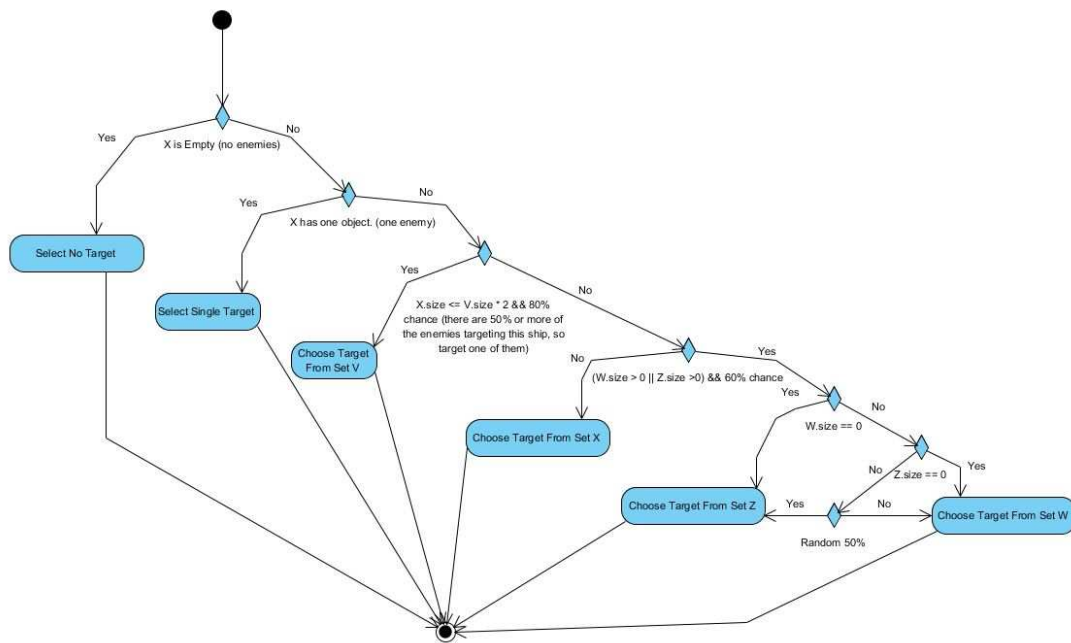 Yes
No
X is Empty (no enemies)
Yes
No
X has one object. (one enemy)
Select No Target
Yes
No
Select Single Target
X.size <= V.size * 2 && 80%
chance (there are 50% or more of
the enemies targeting this ship, so
target one of them)
Choose Target
From Set V
No
Yes
(W.size > 0 || Z.size >0) && 60% chance
Yes
No
W.size == 0
Choose Target From Set X
No
Yes
Z.size == 0
Choose Target From Set Z
Yes
No
Choose Target From Set W
Random 50%